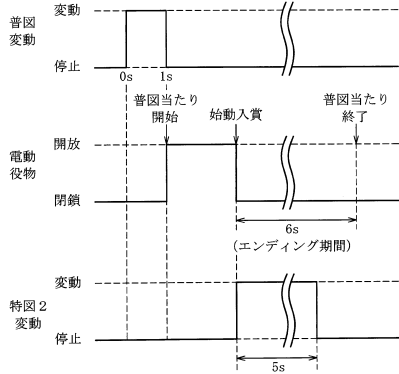 変動
普図
変動
停止
0s 1s
普図当たり
開始
始動入賞
普図当たり
終了
開放
電動
役物
閉鎖
6s
(エンディング期間)
変動
特図2
変動
停止
5s